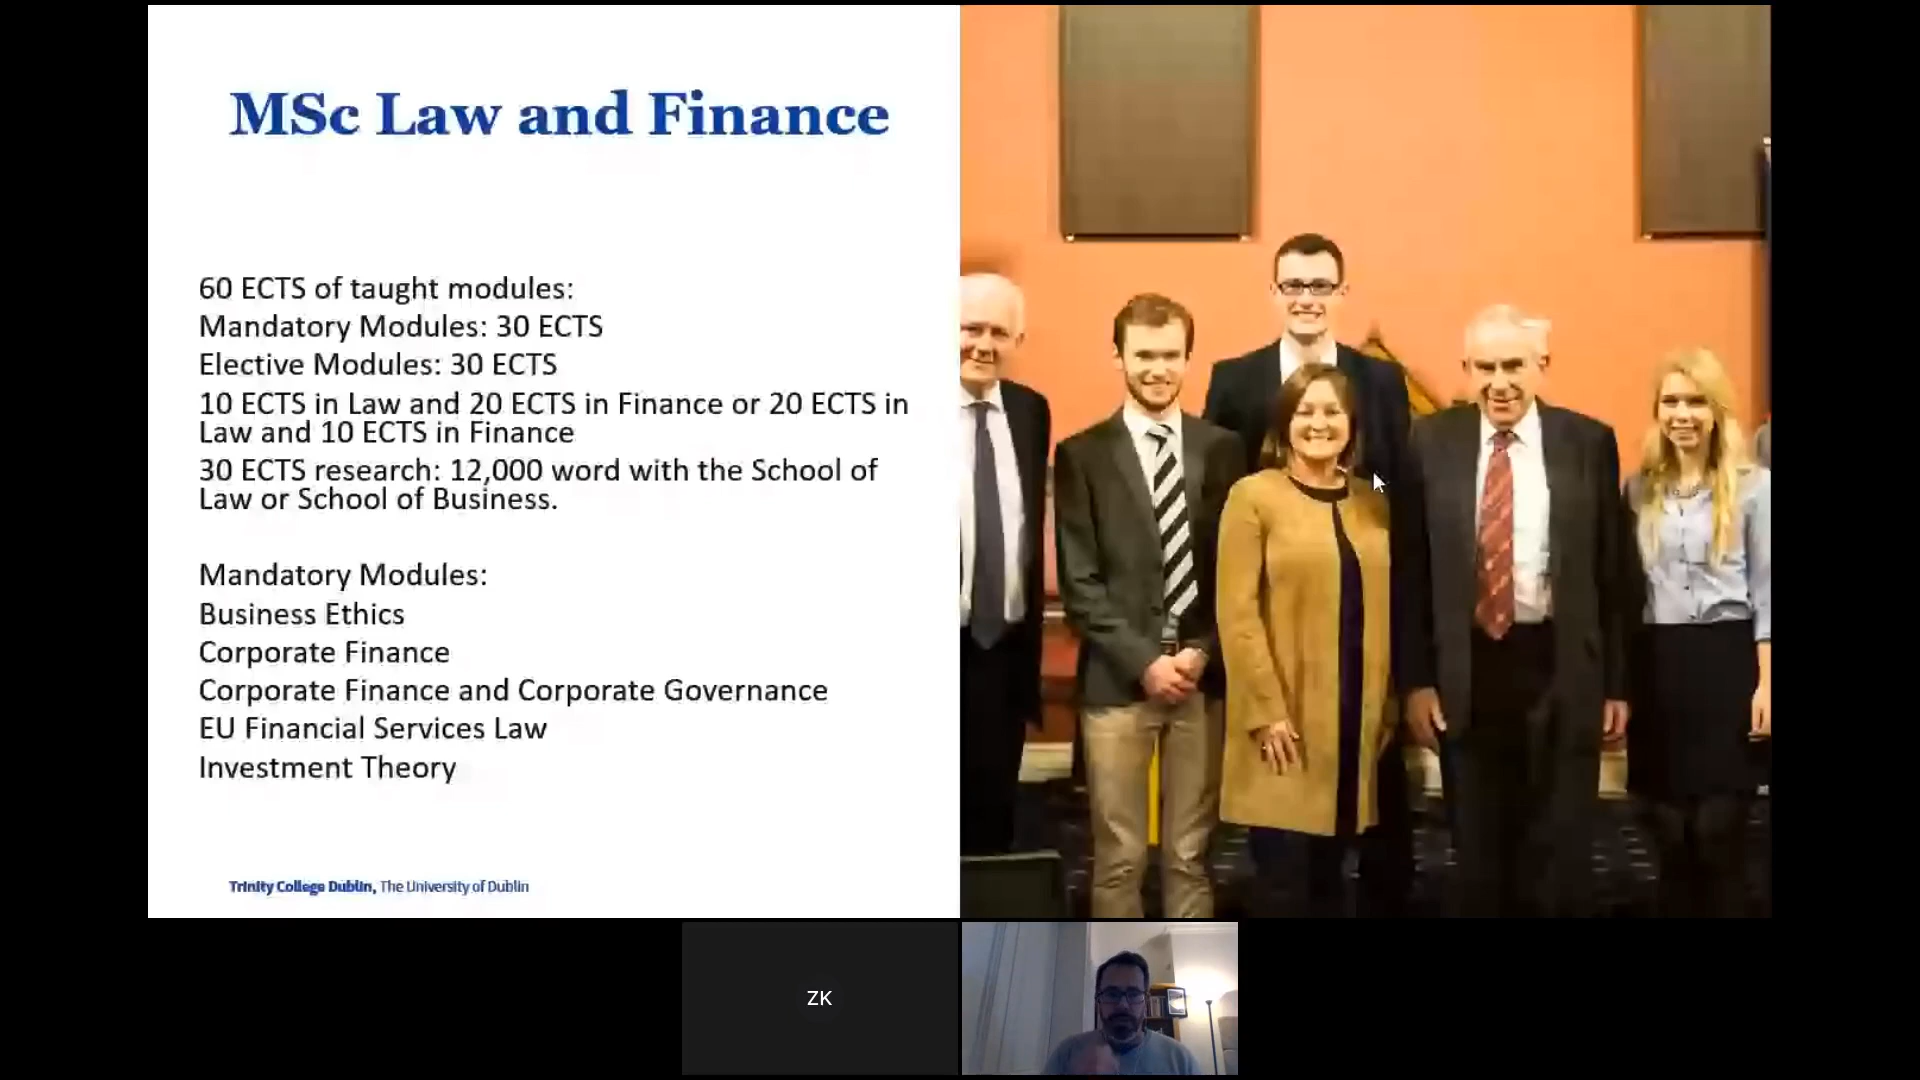 MSc Law and Finance
60 ECTS of taught modules:
Mandatory Modules: 30 ECTS
Elective Modules: 30 ECTS
10 ECTS in Law and 20 ECTS in Finance or 20 ECTS in
Law and 10 ECTS in Finance
30 ECTS research: 12,000 word with the School of
Law or School of Business.
Mandatory Modules:
Business Ethics
Corporate Finance
Corporate Finance and Corporate Governance
EU Financial Services Law
Investment Theory
Trinity College Dublin, The University of Dublin
ZK